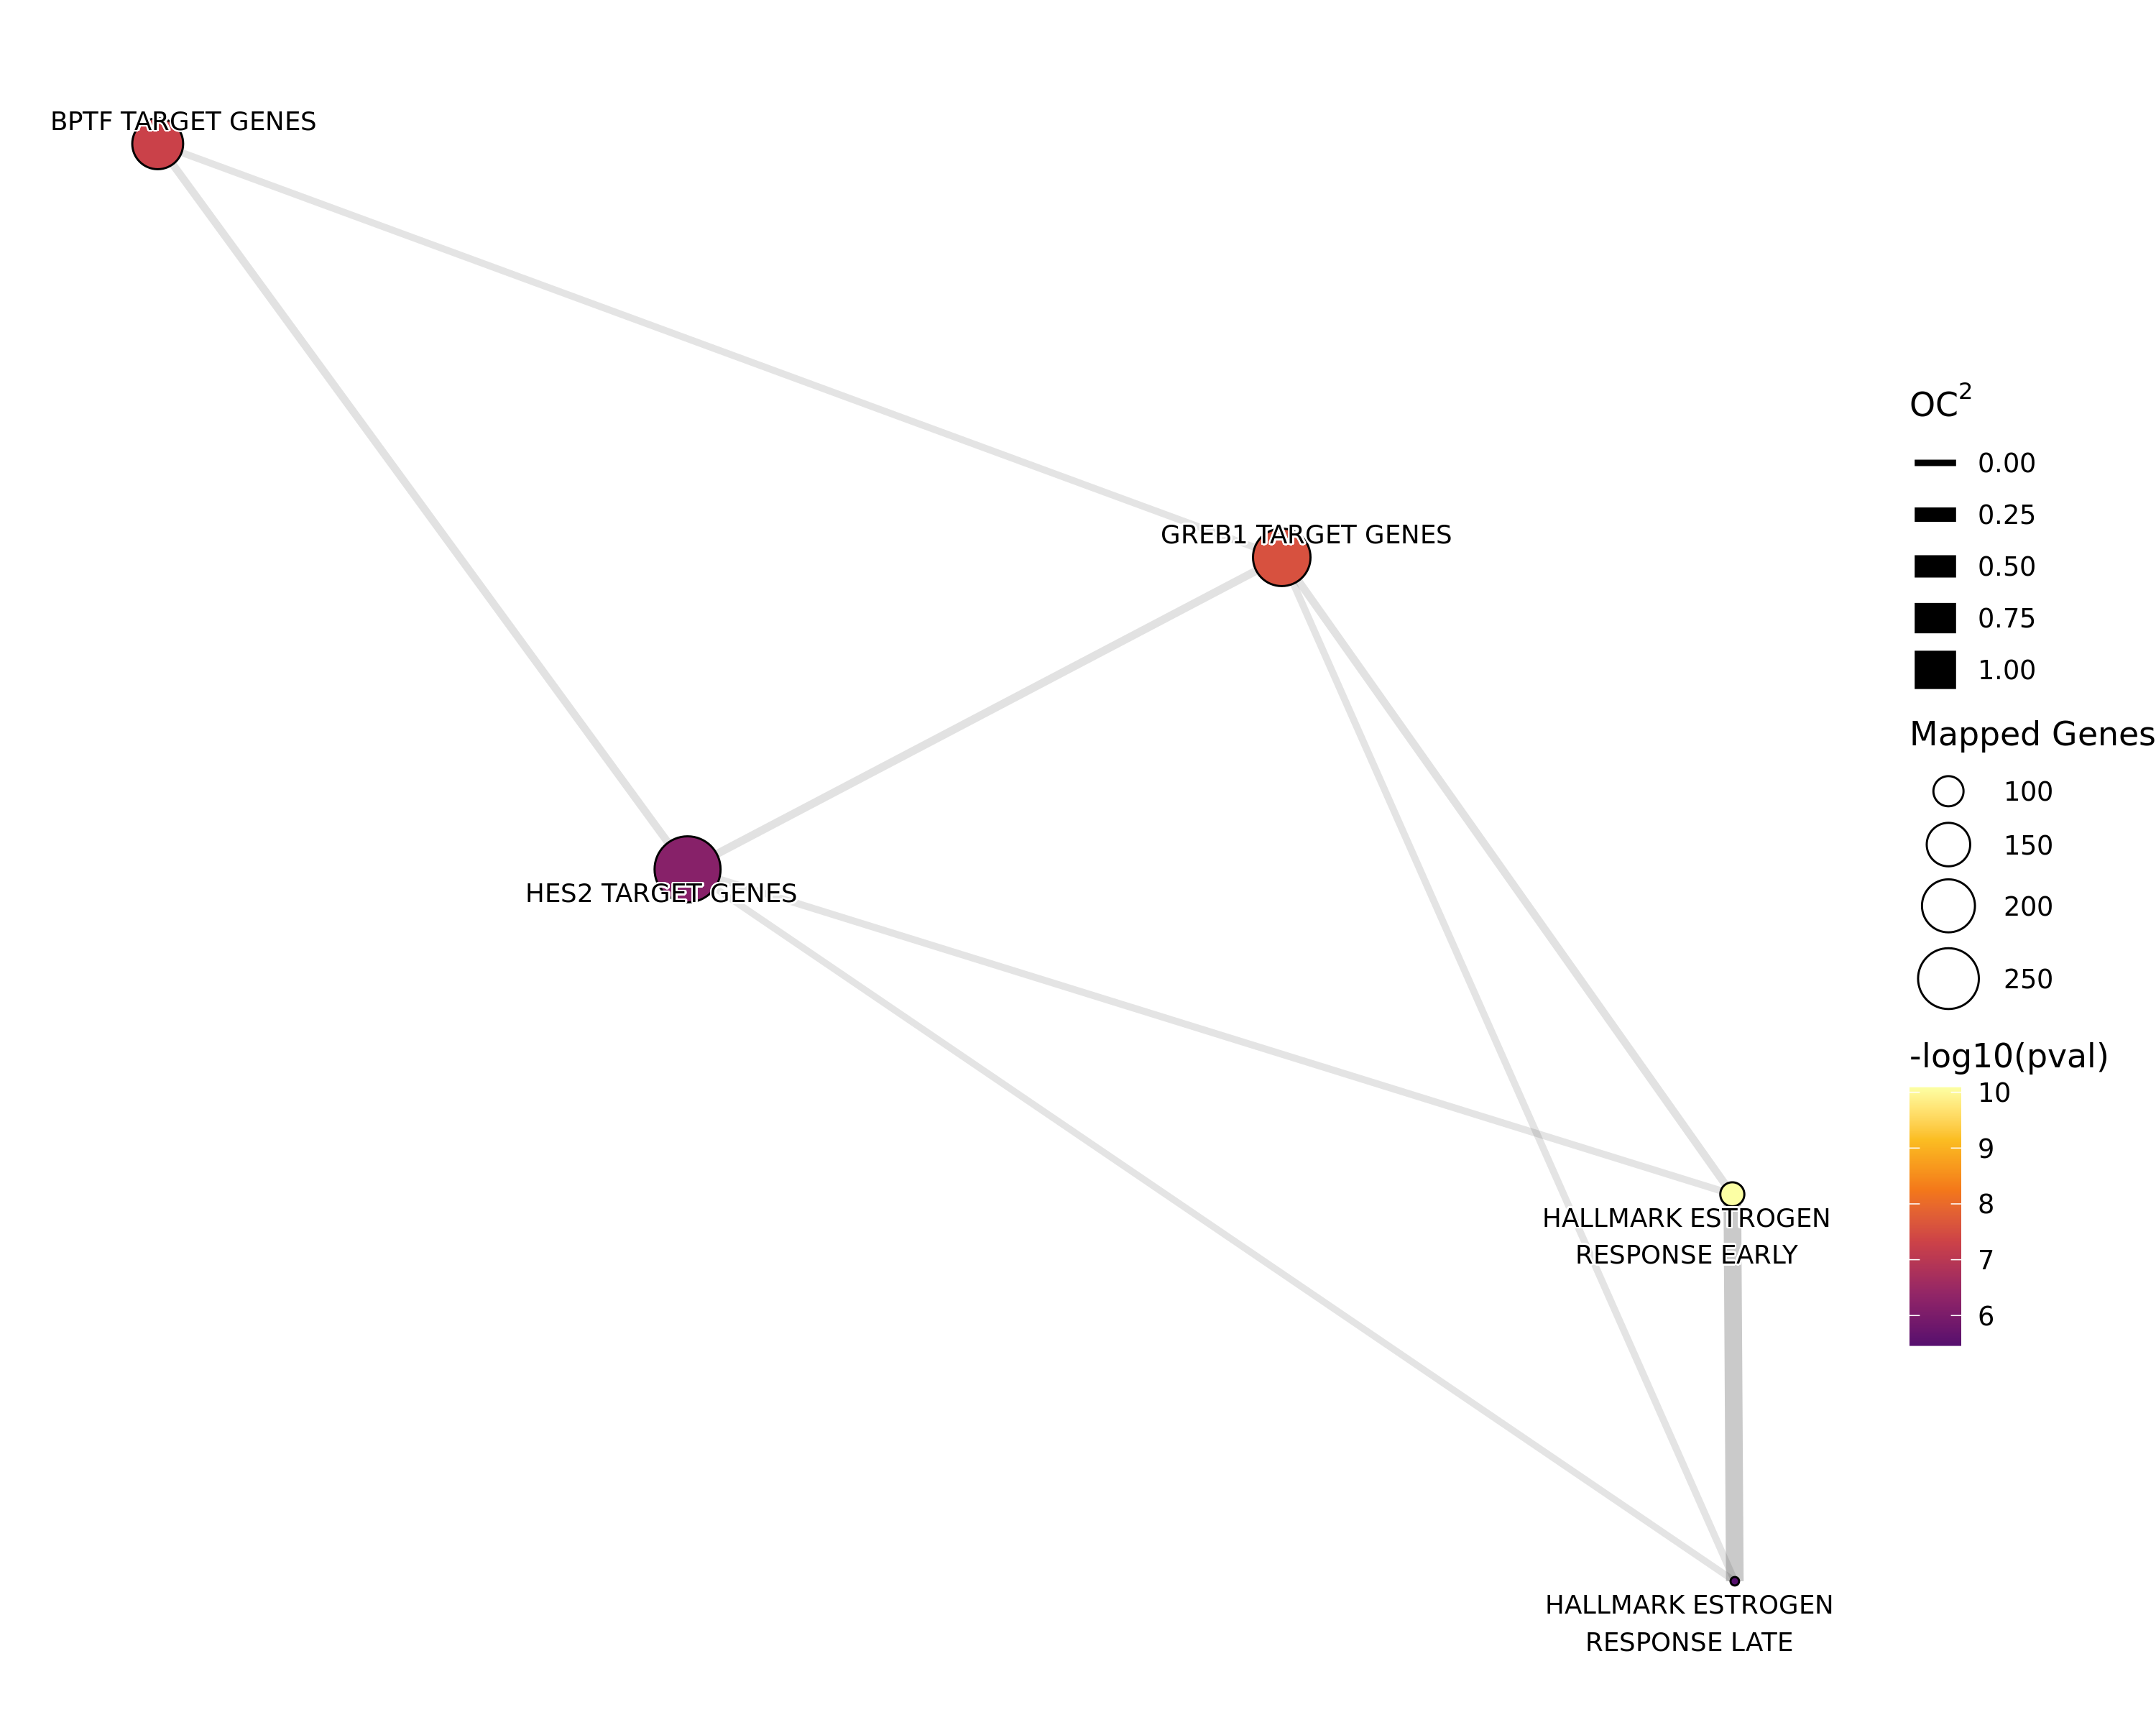 BPTF TARGET GENES
GREB1 TARGET GENES
HES2 TARGET GENES
HALLMARK ESTROGEN
RESPONSE EARLY
HALLMARK ESTROGEN
RESPONSE LATE
OC²
0.00
0.25
0.50
0.75
1.00
Mapped Genes
100
150
200
250
-log10(pval)
10
9
8
7
6